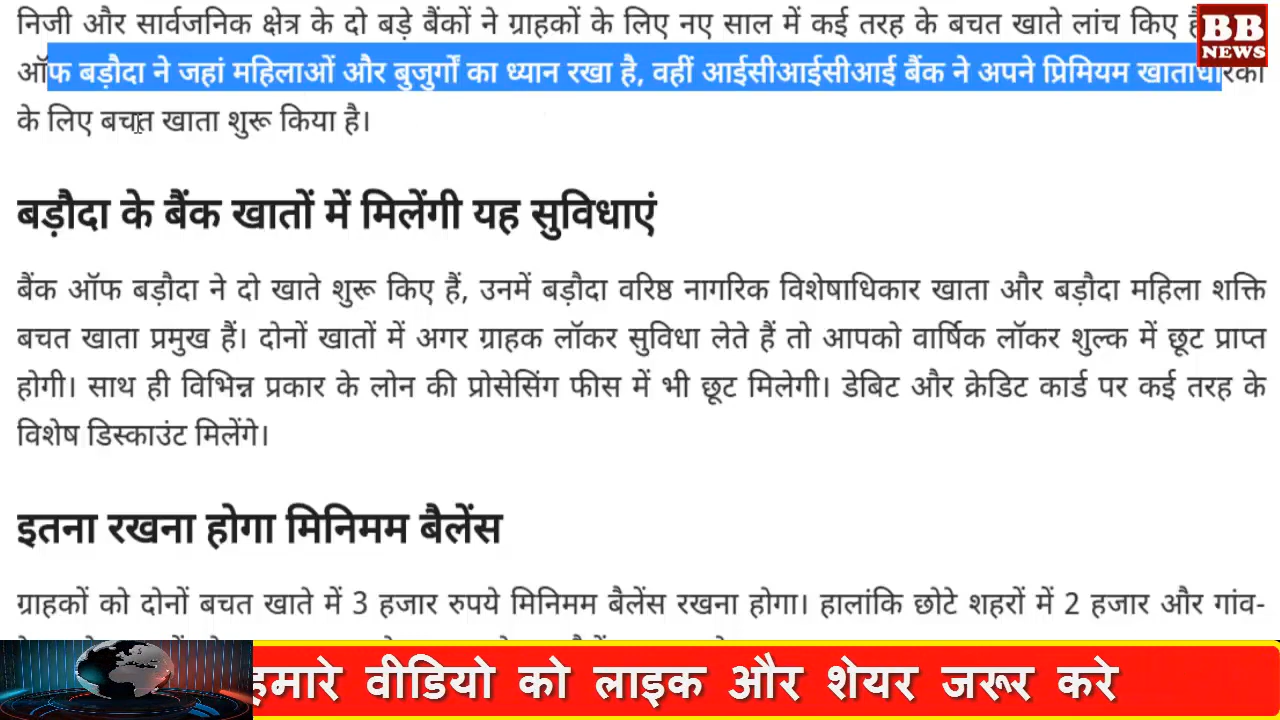 निजी और सार्वजनिक क्षेत्र के दो बड़े बैंकों ने ग्राहकों के लिए नए साल में कई तरह के बचत खाते लांच किए
BB
NEWS
ऑफ बड़ौदा ने जहां महिलाओं और बुजुर्गों का ध्यान रखा है, वहीं आईसीआईसीआई बैंक ने अपने प्रिमियम खाताधारकों
के लिए बचत खाता शुरू किया है।
बड़ौदा के बैंक खातों में मिलेंगी यह सुविधाएं
बैंक ऑफ बड़ौदा ने दो खाते शुरू किए हैं, उनमें बड़ौदा वरिष्ठ नागरिक विशेषाधिकार खाता और बड़ौदा महिला शक्ति
बचत खाता प्रमुख हैं। दोनों खातों में अगर ग्राहक लॉकर सुविधा लेते हैं तो आपको वार्षिक लॉकर शुल्क में छूट प्राप्त
होगी। साथ ही विभिन्न प्रकार के लोन की प्रोसेसिंग फीस में भी छूट मिलेगी। डेबिट और क्रेडिट कार्ड पर कई तरह के
विशेष डिस्काउंट मिलेंगे।
इतना रखना होगा मिनिमम बैलेंस
ग्राहकों को दोनों बचत खाते में 3 हजार रुपये मिनिमम बैलेंस रखना होगा। हालांकि छोटे शहरों में 2 हजार और गांव-
हमारे वीडियो को लाइक और शेयर जरूर करे